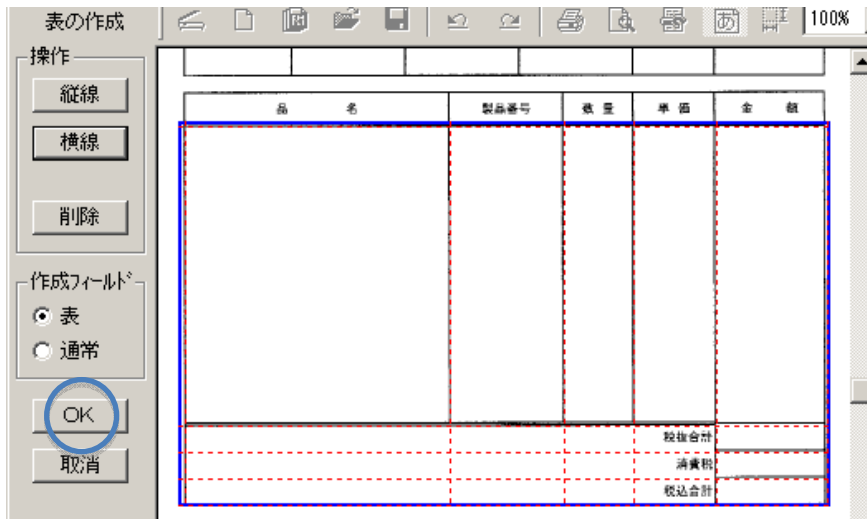 表の作成
100%
操作
縦線
横線
削除
作成フィールド
表
通常
OK
取消
品 名 製品番号 数量 単価 金 額
税抜合計
消費税
税込合計